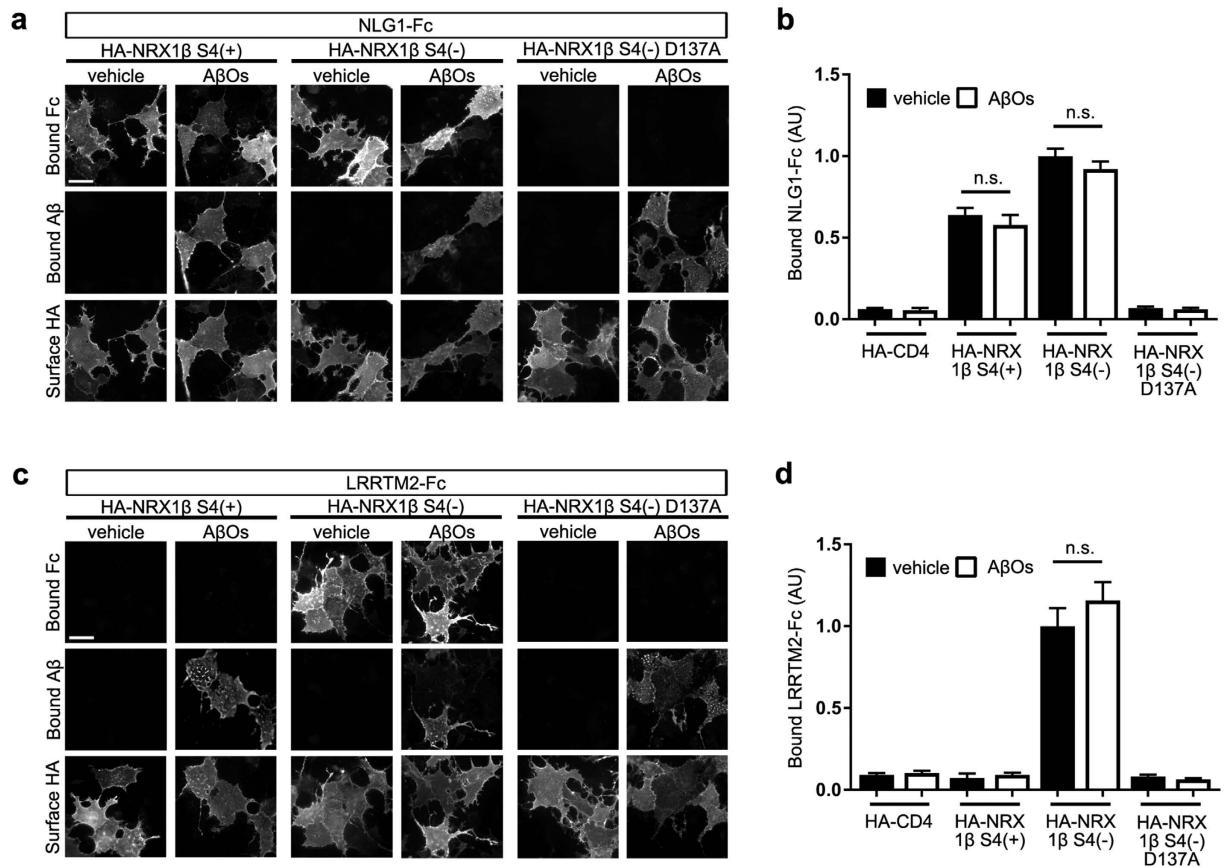 a
NLG1-Fc
HA-NRX1β S4(+) HA-NRX1β S4(-) HA-NRX1β S4(-) D137A
vehicle AβOs vehicle AβOs vehicle AβOs
Bound Fc
Bound Aβ
Surface HA
b
Bound NLG1-Fc (AU)
1.5
1.0
0.5
0.0
vehicle AβOs
n.s.
n.s.
HA-CD4
HA-NRX
1β S4(+)
HA-NRX
1β S4(-)
HA-NRX
1β S4(-)
D137A
c
LRRTM2-Fc
HA-NRX1β S4(+) HA-NRX1β S4(-) HA-NRX1β S4(-) D137A
vehicle AβOs vehicle AβOs vehicle AβOs
Bound Fc
Bound Aβ
Surface HA
d
Bound LRRTM2-Fc (AU)
1.5
1.0
0.5
0.0
vehicle AβOs
n.s.
HA-CD4
HA-NRX
1β S4(+)
HA-NRX
1β S4(-)
HA-NRX
1β S4(-)
D137A